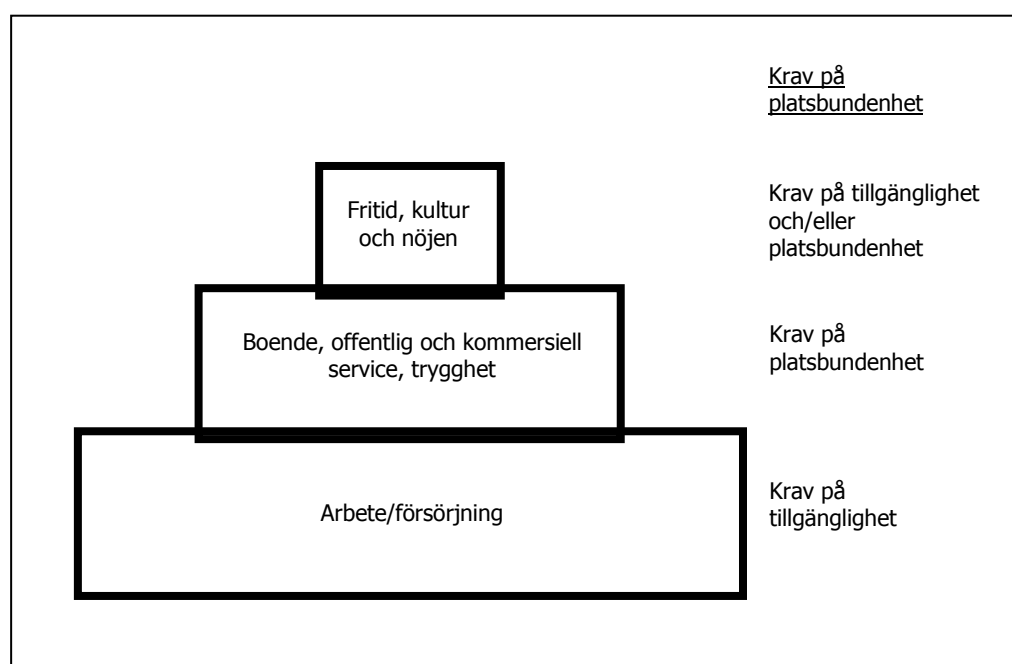 Krav på
platsbundenhet
Fritid, kultur
och nöjen
Krav på tillgänglighet
och/eller
platsbundenhet
Boende, offentlig och kommersiell
service, trygghet
Krav på
platsbundenhet
Arbete/försörjning
Krav på
tillgänglighet